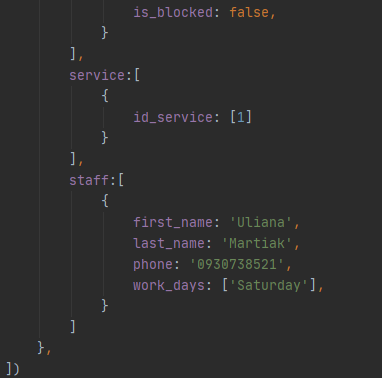 is_blocked: false,
}
],
service:[
{
id_service: [1]
}
],
staff:[
{
first_name: 'Uliana',
last_name: 'Martiak',
phone: '0930738521',
work_days: ['Saturday'],
}
]
},
])